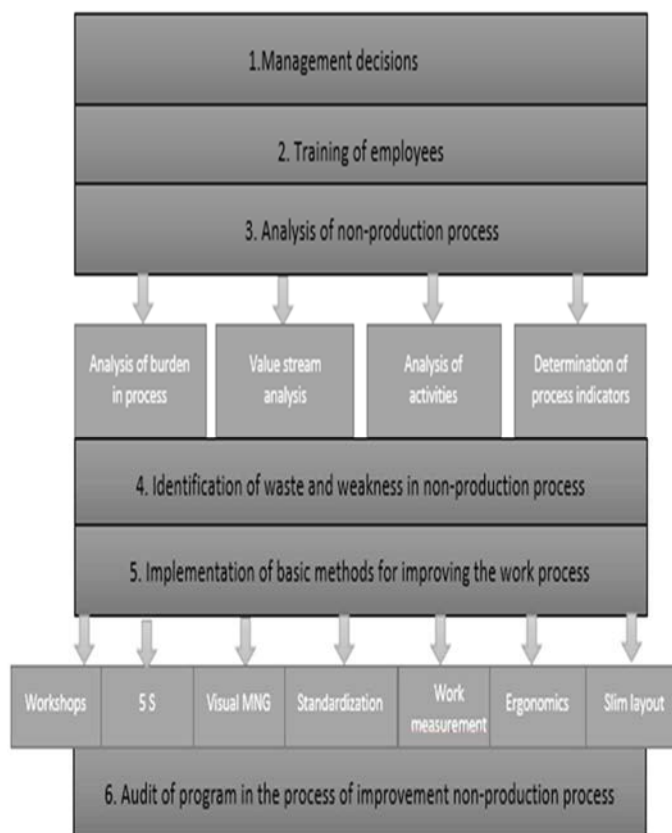 1.Management decisions
2. Training of employees
3. Analysis of non-production process
Analysis of burden
in process
Value stream
analysis
Analysis of
activities
Determination of
process indicators
4. Identification of waste and weakness in non-production process
5. Implementation of basic methods for improving the work process
Workshops
5 S
Visual MNG
Standardization
Work
measurement
Ergonomics
Slim layout
6. Audit of program in the process of improvement non-production process